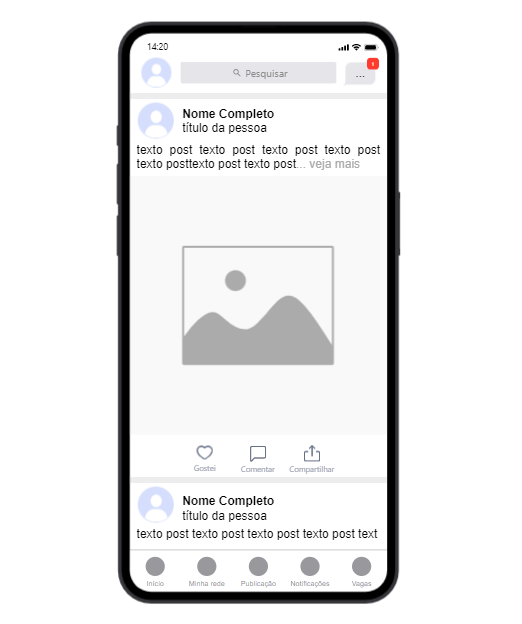 14:20
Pesquisar
...
Nome Completo
título da pessoa
texto post texto post texto post texto post
texto posttexto post texto post... veja mais
Gostei
Comentar
Compartilhar
Nome Completo
título da pessoa
texto post texto post texto post texto post text
Início
Minha rede
Publicação
Notificações
Vagas